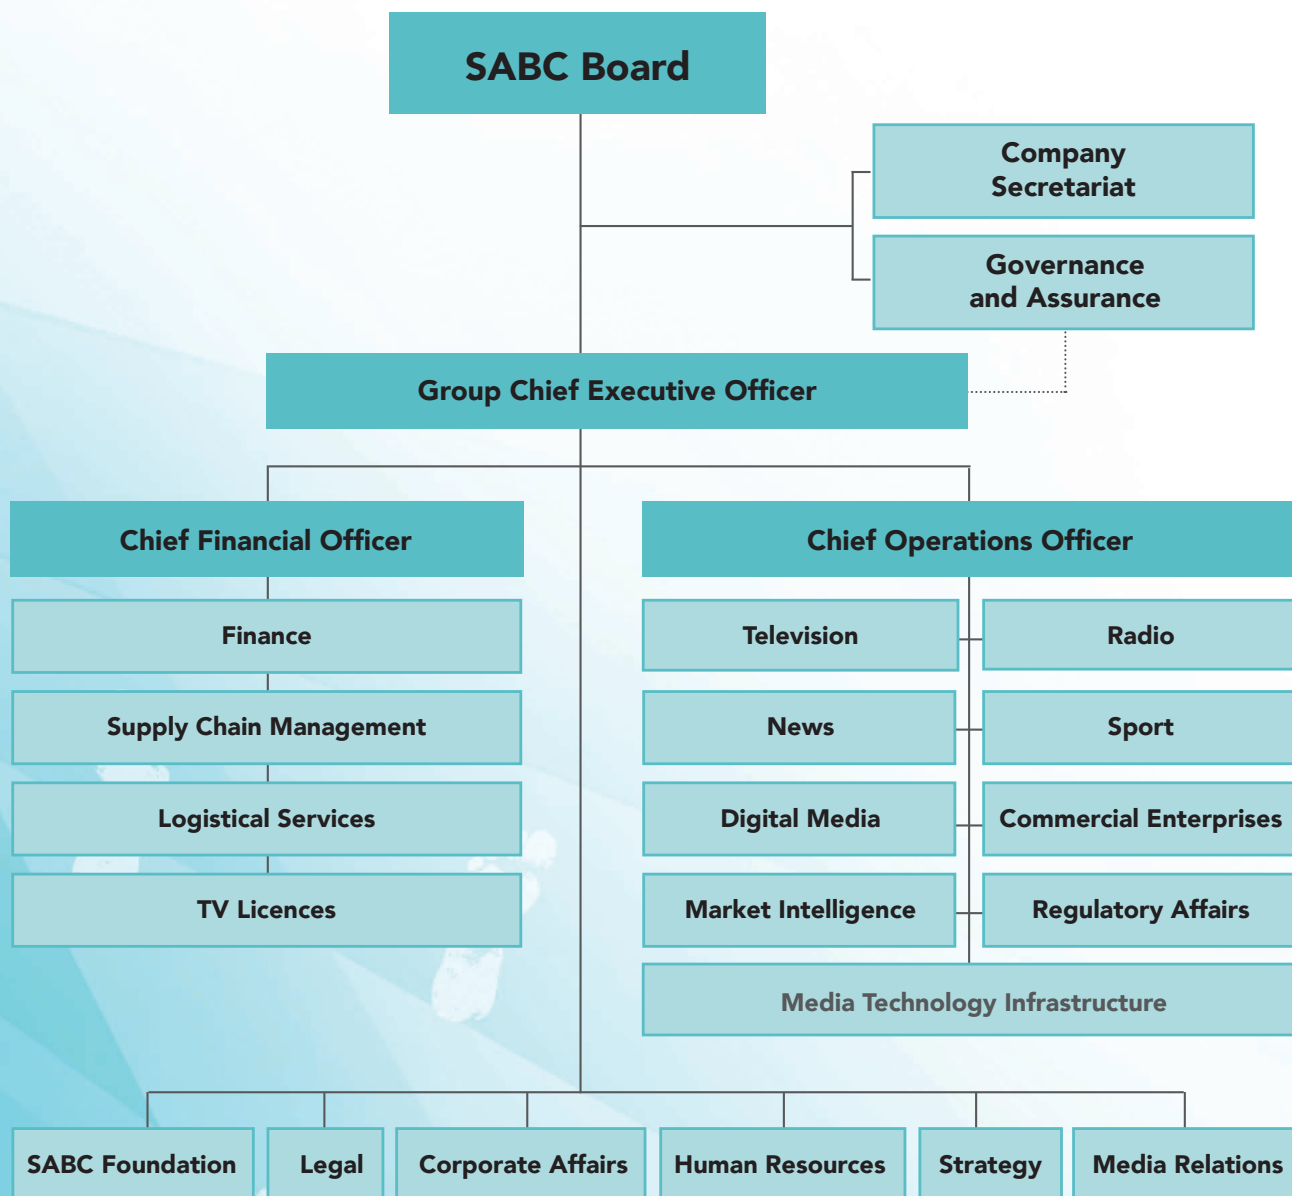 SABC Board
Company
Secretariat
Governance
and Assurance
Group Chief Executive Officer
Chief Financial Officer
Chief Operations Officer
Finance
Television
Radio
Supply Chain Management
News
Sport
Logistical Services
Digital Media
Commercial Enterprises
TV Licences
Market Intelligence
Regulatory Affairs
Media Technology Infrastructure
SABC Foundation
Legal
Corporate Affairs
Human Resources
Strategy
Media Relations